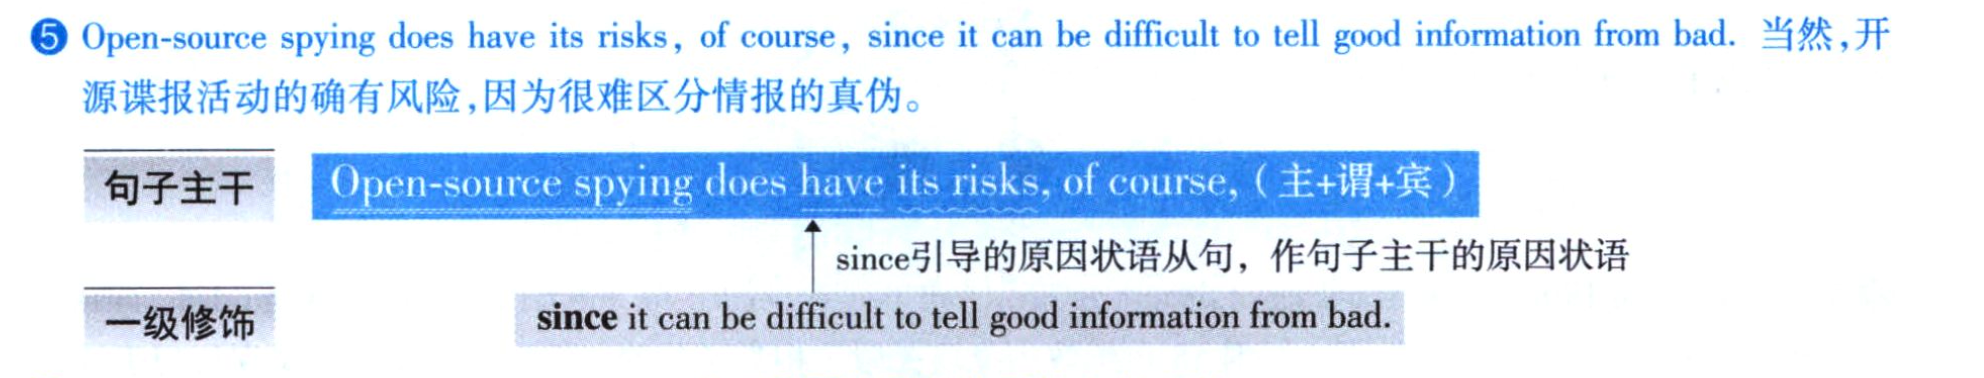 ❺ Open-source spying does have its risks, of course, since it can be difficult to tell good information from bad. 当然,开
源谍报活动的确有风险,因为很难区分情报的真伪。
句子主干 Open-source spying does have its risks, of course, (主+谓+宾)
since引导的原因状语从句，作句子主干的原因状语
一级修饰 since it can be difficult to tell good information from bad.